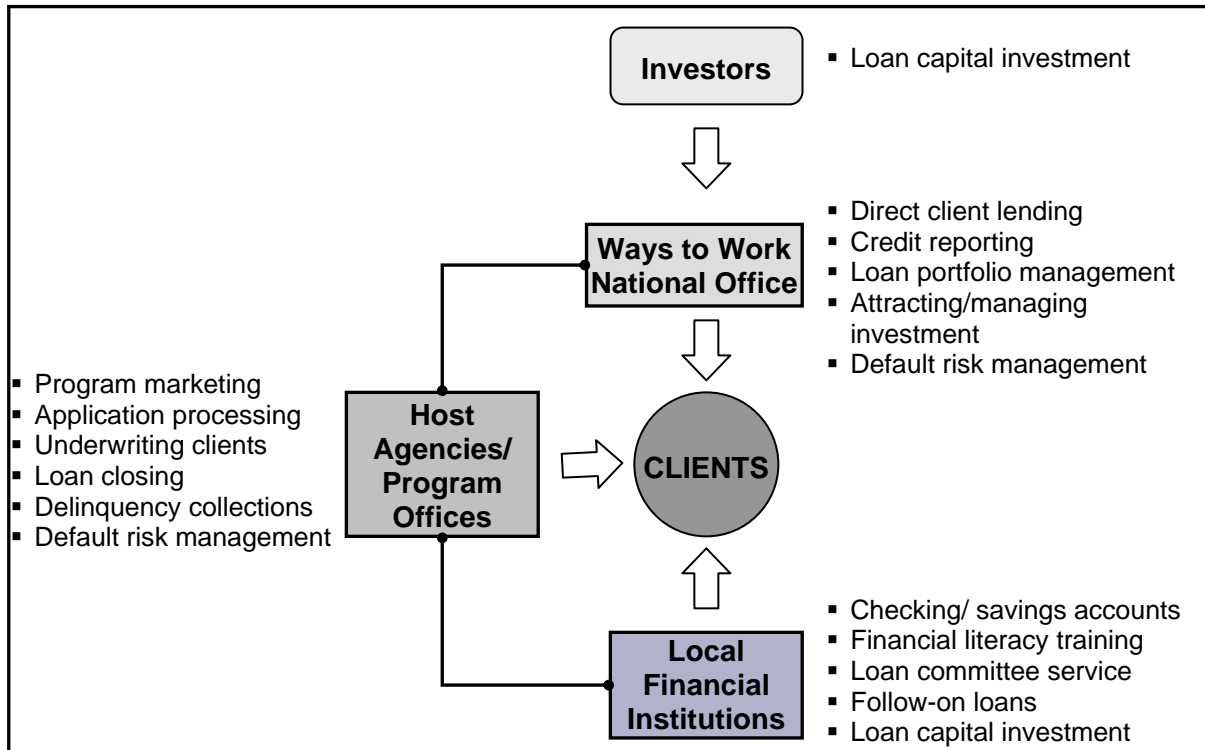 Investors
▪ Loan capital investment
Ways to Work
National Office
▪ Direct client lending
▪ Credit reporting
▪ Loan portfolio management
▪ Attracting/managing
investment
▪ Default risk management
▪ Program marketing
▪ Application processing
▪ Underwriting clients
▪ Loan closing
▪ Delinquency collections
▪ Default risk management
Host
Agencies/
Program
Offices
CLIENTS
Local
Financial
Institutions
▪ Checking/ savings accounts
▪ Financial literacy training
▪ Loan committee service
▪ Follow-on loans
▪ Loan capital investment